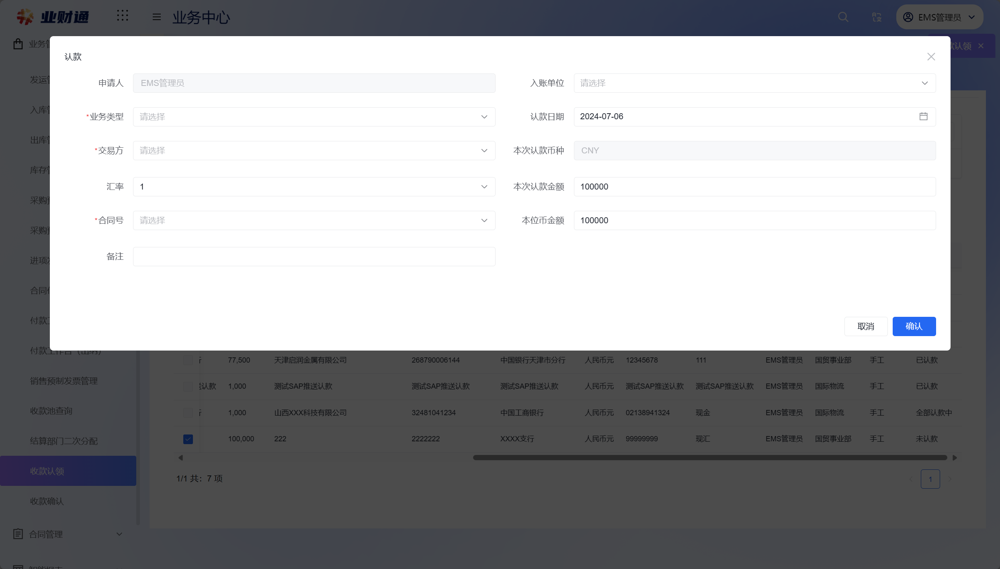 业财通
业务中心
EMS管理员
业务管
款认领
认款
申请人
EMS管理员
入账单位
请选择
*业务类型
请选择
认款日期
2024-07-06
*交易方
请选择
本次认款币种
CNY
汇率
1
本次认款金额
100000
*合同号
请选择
本位币金额
100000
备注
取消
确认
发运管
入库管
出库管
库存管
采购预
采购预
进项发
合同
付款工
付款工作台（出纳）
销售预制发票管理
收款池查询
结算部门二次分配
收款认领
收款确认
合同管理
行 77,500 天津启润金属有限公司 268790006144 中国银行天津市分行 人民币元 12345678 111 EMS管理员 国贸事业部 手工 已认款
送认款 1,000 测试SAP推送认款 测试SAP推送认款 测试SAP推送认款 人民币元 测试SAP推送认款 测试SAP推送认款 EMS管理员 国际物流 手工 已认款
行 1,000 山西XXX科技有限公司 32481041234 中国工商银行 人民币元 02138941324 现金 EMS管理员 国际物流 手工 全部认款中
100,000 222 2222222 XXXX支行 人民币元 99999999 现汇 EMS管理员 国贸事业部 手工 未认款
1/1 共：7 项
1